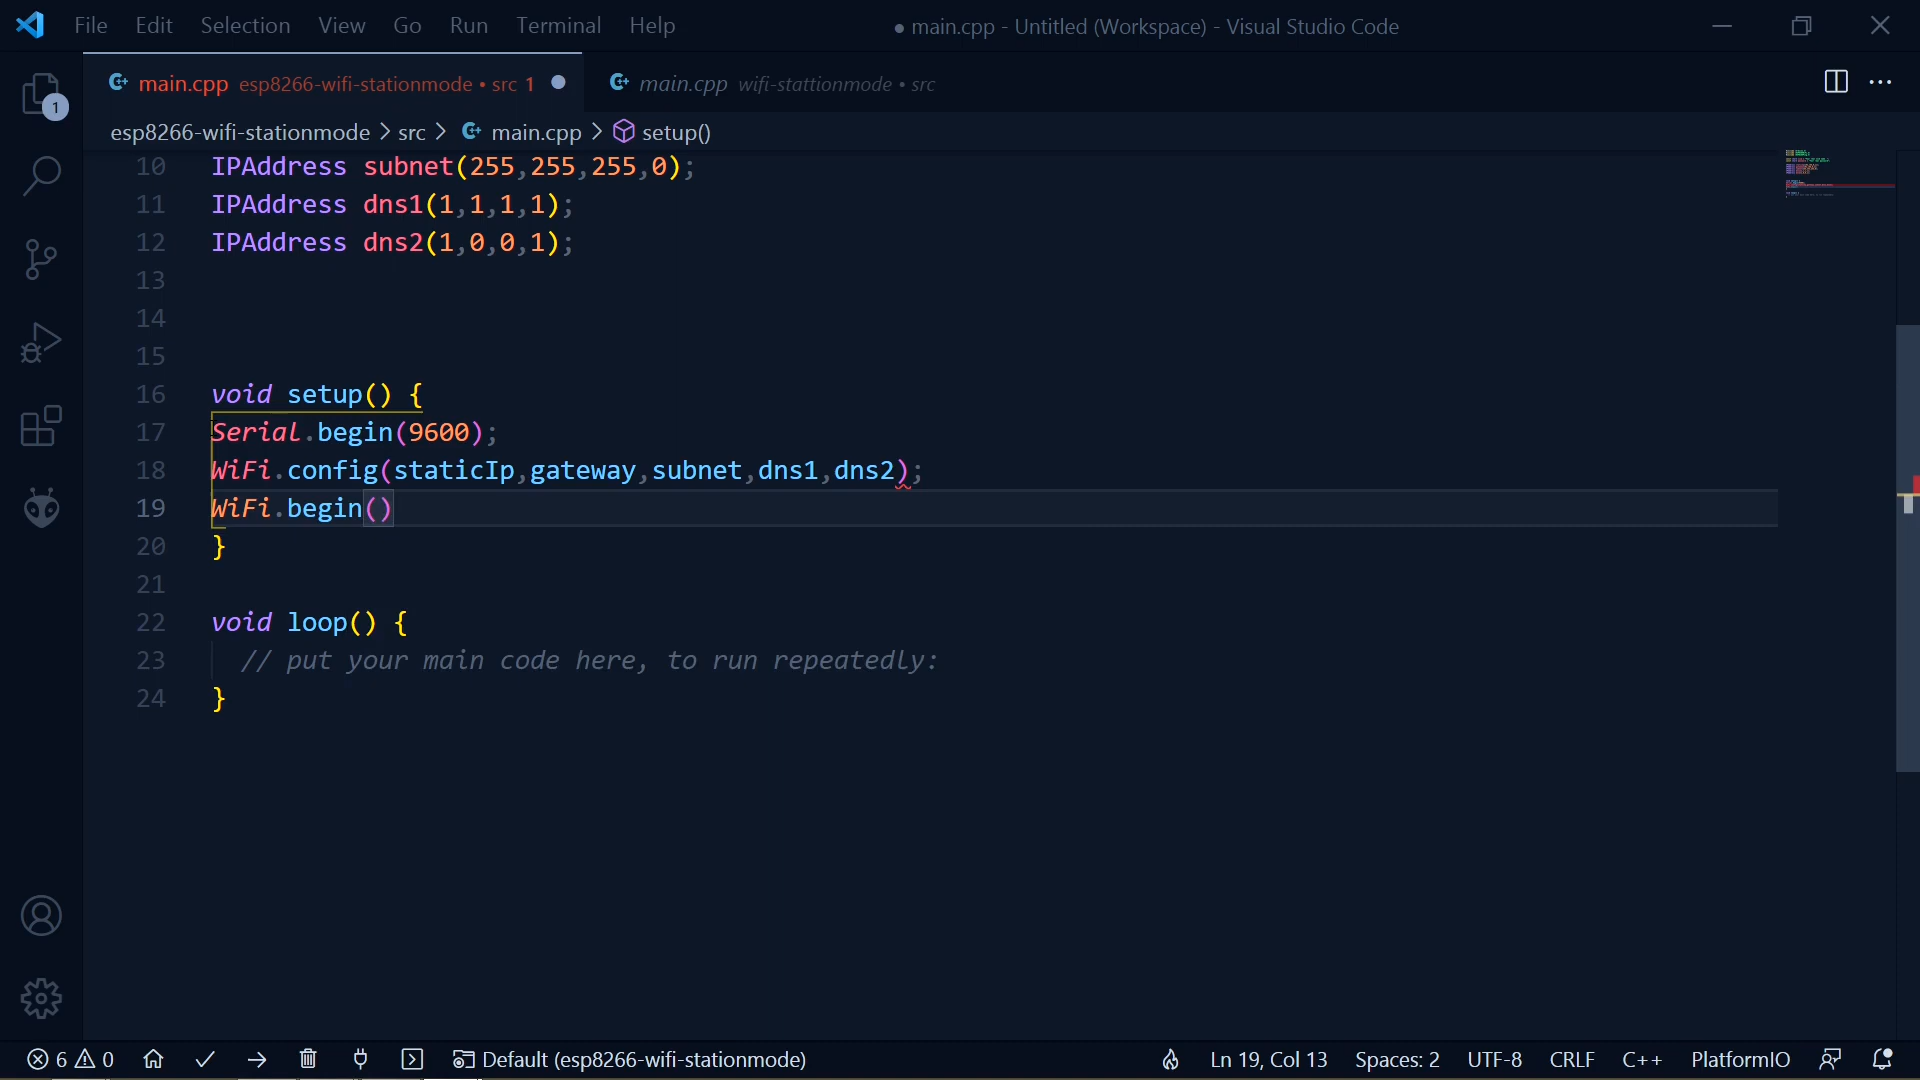 File Edit Selection View Go Run Terminal Help
● main.cpp - Untitled (Workspace) - Visual Studio Code
1
main.cpp esp8266-wifi-stationmode • src 1
main.cpp wifi-stattionmode • src
esp8266-wifi-stationmode > src > main.cpp > setup()
10 IPAddress subnet(255,255,255,0);
11 IPAddress dns1(1,1,1,1);
12 IPAddress dns2(1,0,0,1);
13
14
15
16 void setup() {
17 Serial.begin(9600);
18 WiFi.config(staticIp,gateway,subnet,dns1,dns2);
19 WiFi.begin()
20 }
21
22 void loop() {
23 // put your main code here, to run repeatedly:
24 }
6 0 Default (esp8266-wifi-stationmode) Ln 19, Col 13 Spaces: 2 UTF-8 CRLF C++ PlatformIO